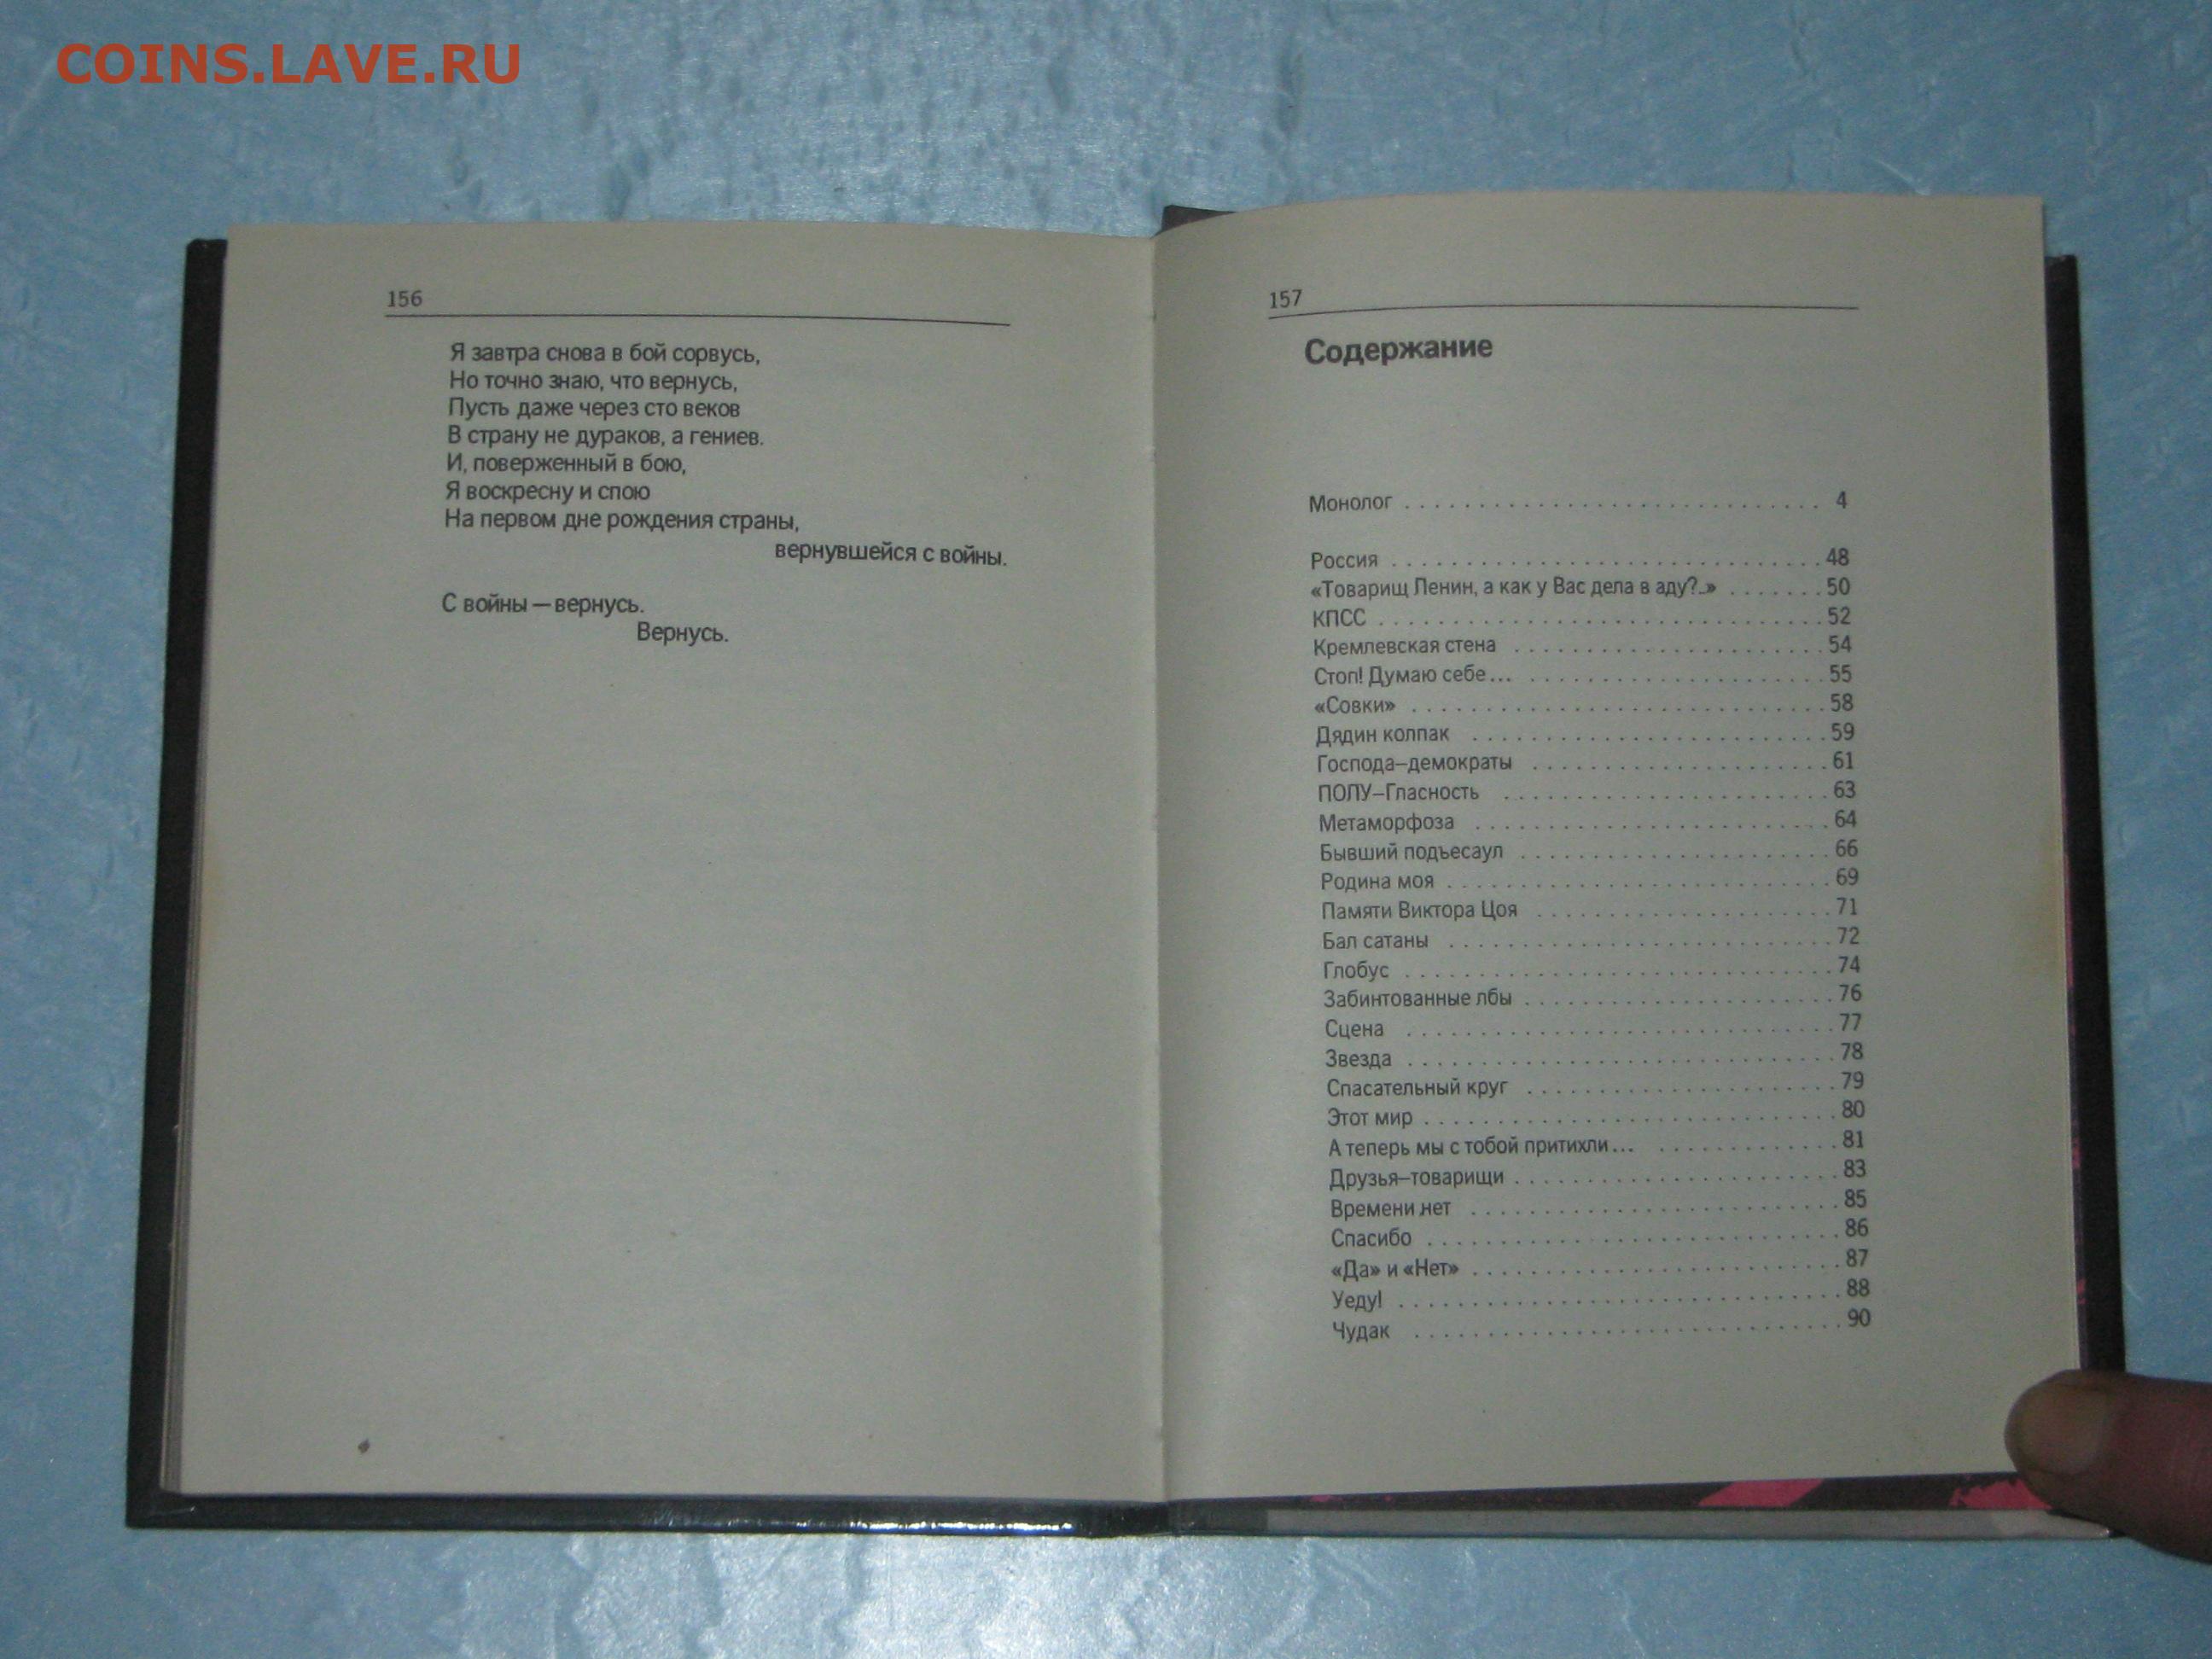 COINS.LAVE.RU
156
Я завтра снова в бой сорвусь,
Но точно знаю, что вернусь,
Пусть даже через сто веков
В страну не дураков, а гениев.
И, поверженный в бою,
Я воскресну и спою
На первом дне рождения страны,
вернувшейся с войны.
С войны — вернусь.
Вернусь.
157
Содержание
Монолог . . . . . . . . . . . . . . . . . . . . . . . . . . . . 4
Россия . . . . . . . . . . . . . . . . . . . . . . . . . . . . . 48
«Товарищ Ленин, а как у Вас дела в аду?..» . . . . . . . 50
КПСС . . . . . . . . . . . . . . . . . . . . . . . . . . . . . . 52
Кремлевская стена . . . . . . . . . . . . . . . . . . . . . 54
Стоп! Думаю себе... . . . . . . . . . . . . . . . . . . . . 55
«Совки» . . . . . . . . . . . . . . . . . . . . . . . . . . . . 58
Дядин колпак . . . . . . . . . . . . . . . . . . . . . . . . 59
Господа–демократы . . . . . . . . . . . . . . . . . . . . 61
ПОЛУ–Гласность . . . . . . . . . . . . . . . . . . . . . . 63
Метаморфоза . . . . . . . . . . . . . . . . . . . . . . . . 64
Бывший подъесаул . . . . . . . . . . . . . . . . . . . . . 66
Родина моя . . . . . . . . . . . . . . . . . . . . . . . . . . 69
Памяти Виктора Цоя . . . . . . . . . . . . . . . . . . . . 71
Бал сатаны . . . . . . . . . . . . . . . . . . . . . . . . . . 72
Глобус . . . . . . . . . . . . . . . . . . . . . . . . . . . . . 74
Забинтованные лбы . . . . . . . . . . . . . . . . . . . . . 76
Сцена . . . . . . . . . . . . . . . . . . . . . . . . . . . . . 77
Звезда . . . . . . . . . . . . . . . . . . . . . . . . . . . . . 78
Спасательный круг . . . . . . . . . . . . . . . . . . . . . 79
Этот мир . . . . . . . . . . . . . . . . . . . . . . . . . . . . 80
А теперь мы с тобой притихли... . . . . . . . . . . . . 81
Друзья–товарищи . . . . . . . . . . . . . . . . . . . . . . 83
Времени нет . . . . . . . . . . . . . . . . . . . . . . . . . 85
Спасибо . . . . . . . . . . . . . . . . . . . . . . . . . . . . 86
«Да» и «Нет» . . . . . . . . . . . . . . . . . . . . . . . . . 87
Уеду! . . . . . . . . . . . . . . . . . . . . . . . . . . . . . . 88
Чудак . . . . . . . . . . . . . . . . . . . . . . . . . . . . . 90